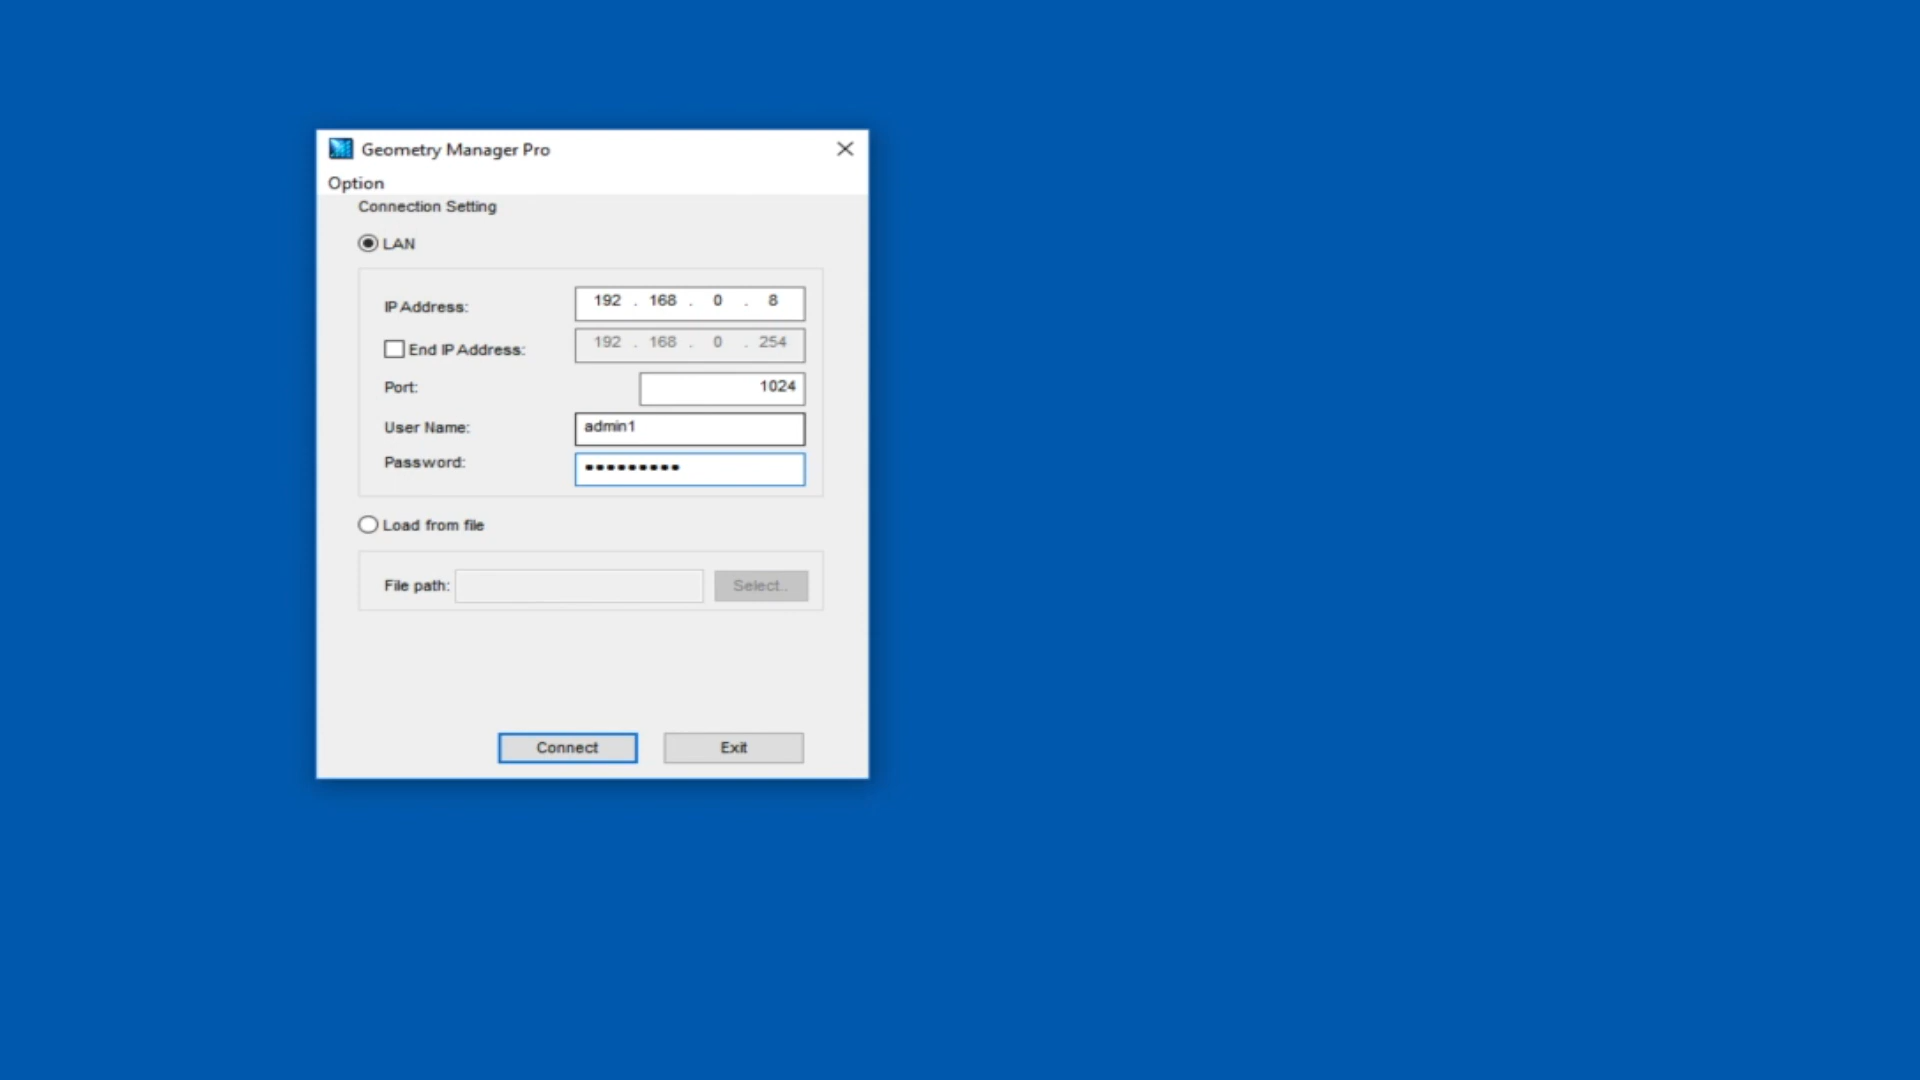 Geometry Manager Pro
Option
Connection Setting
LAN
IP Address: 192 . 168 . 0 . 8
End IP Address: 192 . 168 . 0 . 254
Port: 1024
User Name: admin1
Password: •••••••••
Load from file
File path: Select..
Connect Exit